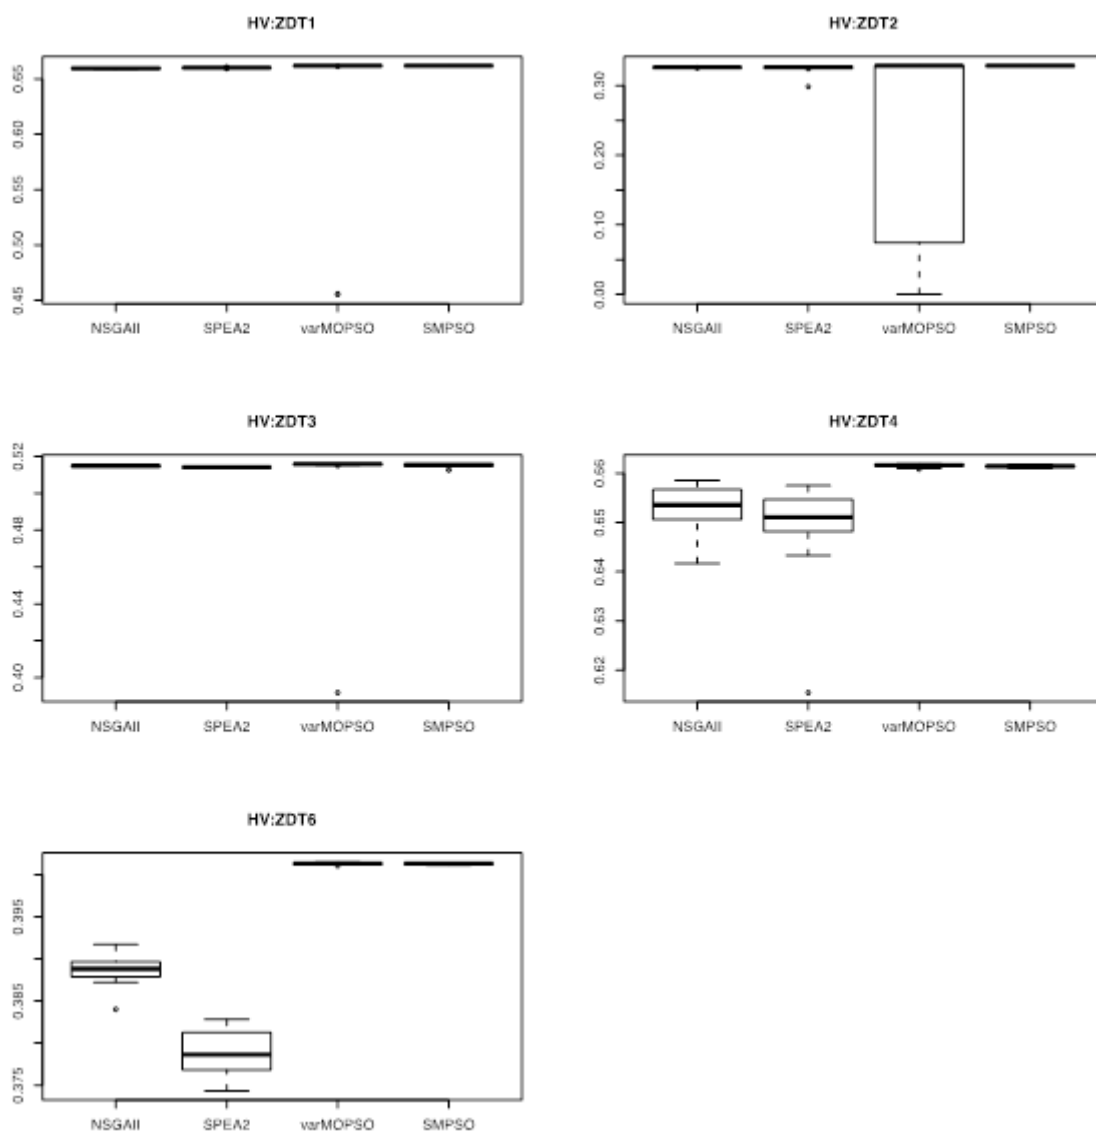 HV:ZDT1
0.65
0.60
0.55
0.50
0.45
NSGAII SPEA2 varMOPSO SMPSO
HV:ZDT2
0.30
0.20
0.10
0.00
NSGAII SPEA2 varMOPSO SMPSO
HV:ZDT3
0.52
0.48
0.44
0.40
NSGAII SPEA2 varMOPSO SMPSO
HV:ZDT4
0.66
0.65
0.64
0.63
0.62
NSGAII SPEA2 varMOPSO SMPSO
HV:ZDT6
0.395
0.385
0.375
NSGAII SPEA2 varMOPSO SMPSO